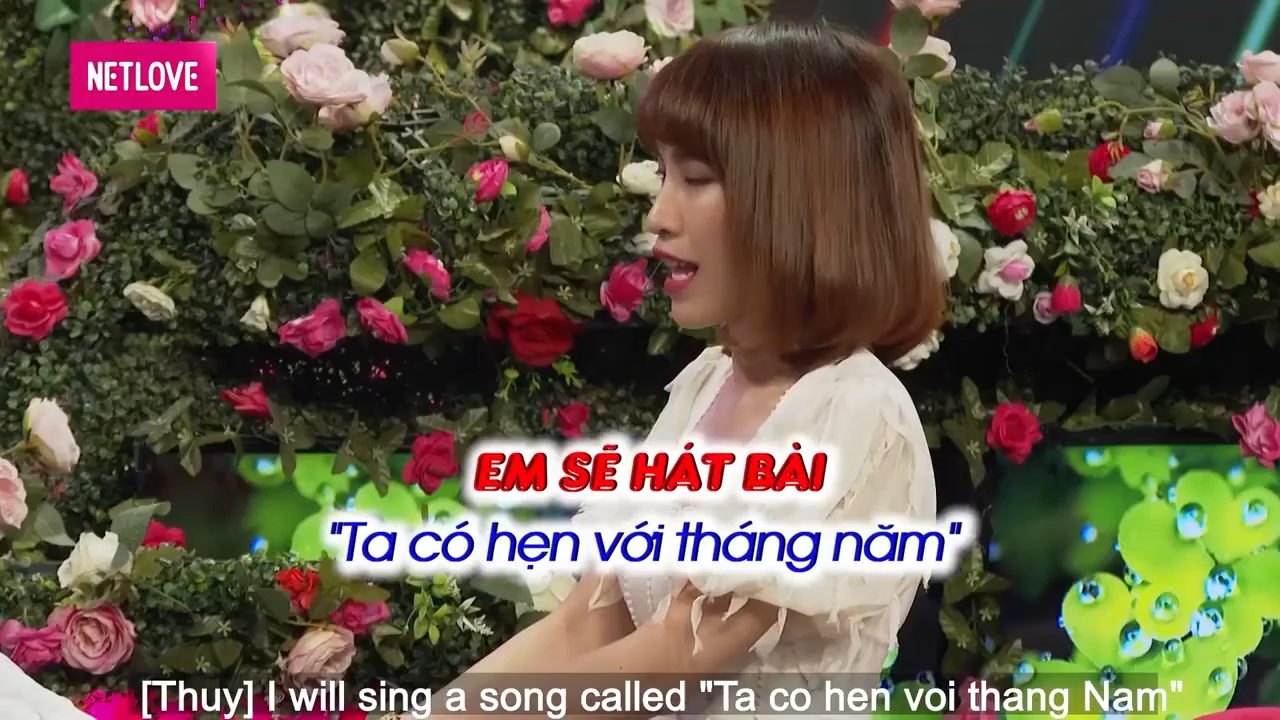 NETLOVE
EM SẼ HÁT BÀI
"Ta có hẹn với tháng năm"
[Thuy] I will sing a song called "Ta co hen voi thang Nam"